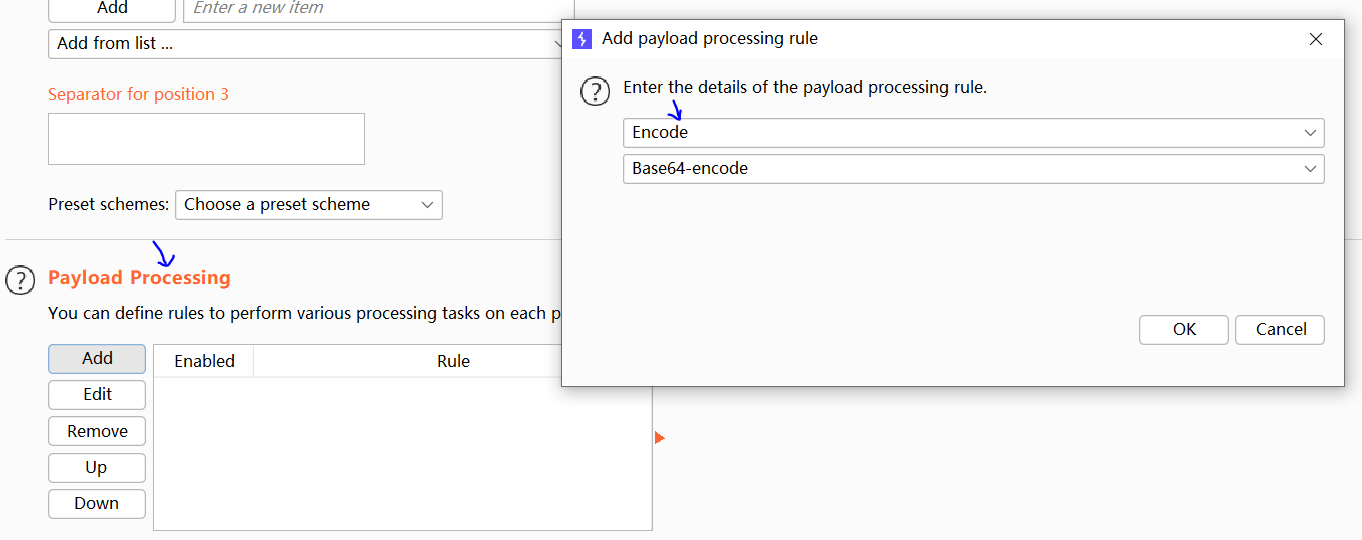 Add
Enter a new item
Add from list ...
Separator for position 3
Preset schemes:
Choose a preset scheme
? Payload Processing
You can define rules to perform various processing tasks on each p
Add
Enabled
Rule
Edit
Remove
Up
Down
Add payload processing rule
? Enter the details of the payload processing rule.
Encode
Base64-encode
OK
Cancel